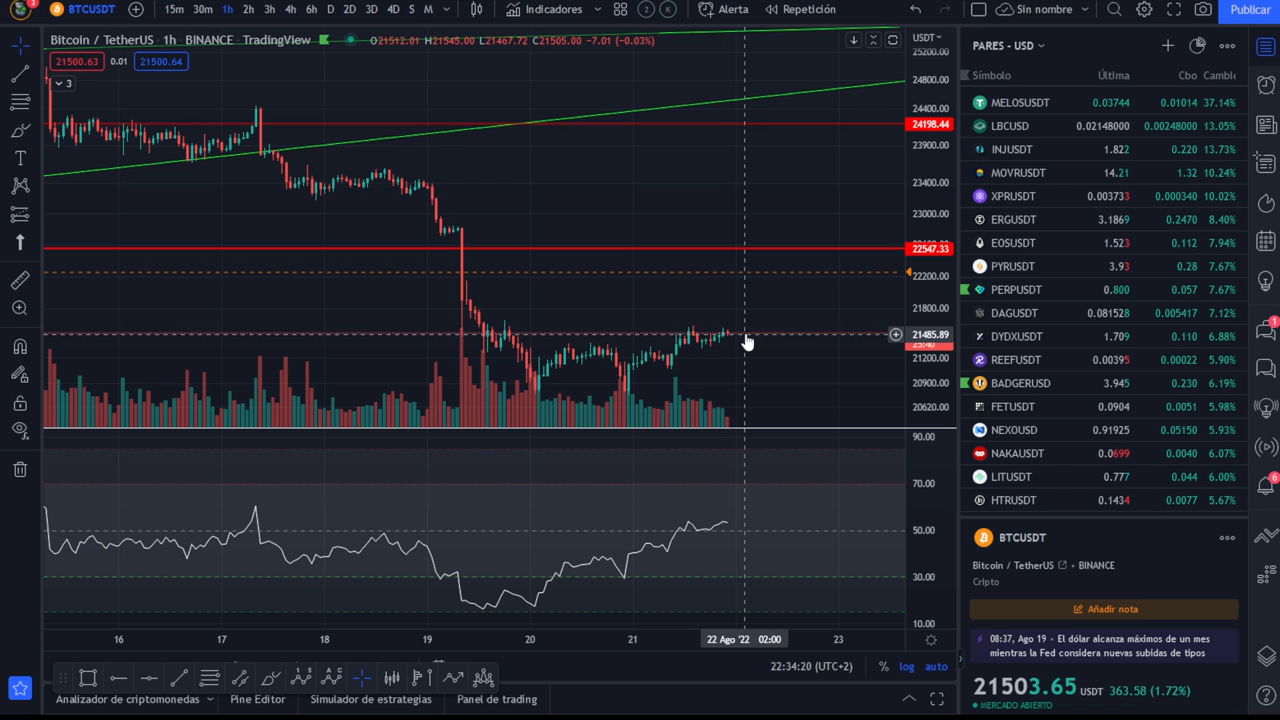 3 BTCUSDT 15m 30m 1h 2h 3h 4h 6h D 2D 3D 4D S M Indicadores 2 K Alerta Repetición Sin nombre Publicar
Bitcoin / TetherUS · 1h · BINANCE · TradingView O21512.01 H21545.00 L21467.72 C21505.00 -7.01 (-0.03%) USDT
21500.63 0.01 21500.64
3
25200.00
24800.00
24400.00
24198.44
23900.00
23400.00
23000.00
22547.33
22200.00
21800.00
21485.89
21200.00
20900.00
20620.00
90.00
70.00
50.00
30.00
10.00
16 17 18 19 20 21 22 Ago '22 02:00 23
22:34:20 (UTC+2) % log auto
Analizador de criptomonedas Pine Editor Simulador de estrategias Panel de trading
PARES - USD
Símbolo Última Cbo Cambio
MELOSUSDT 0.03744 0.01014 37.14%
LBCUSD 0.02148000 0.00248000 13.05%
INJUSDT 1.822 0.220 13.73%
MOVRUSDT 14.21 1.32 10.24%
XPRUSDT 0.003733 0.000340 10.02%
ERGUSDT 3.1869 0.2470 8.40%
EOSUSDT 1.523 0.112 7.94%
PYRUSDT 3.93 0.28 7.67%
PERPUSDT 0.800 0.057 7.67%
DAGUSDT 0.081528 0.005417 7.12%
DYDXUSDT 1.709 0.110 6.88%
REEFUSDT 0.00395 0.00022 5.90%
BADGERUSD 3.945 0.230 6.19%
FETUSDT 0.0904 0.0051 5.98%
NEXOUSD 0.91925 0.05150 5.93%
NAKAUSDT 0.0699 0.0040 6.07%
LITUSDT 0.777 0.044 6.00%
HTRUSDT 0.1434 0.0077 5.67%
BTCUSDT
Bitcoin / TetherUS • BINANCE
Cripto
Añadir nota
08:37, Ago 19 • El dólar alcanza máximos de un mes
mientras la Fed considera nuevas subidas de tipos
21503.65 USDT 363.58 (1.72%)
MERCADO ABIERTO
1
6